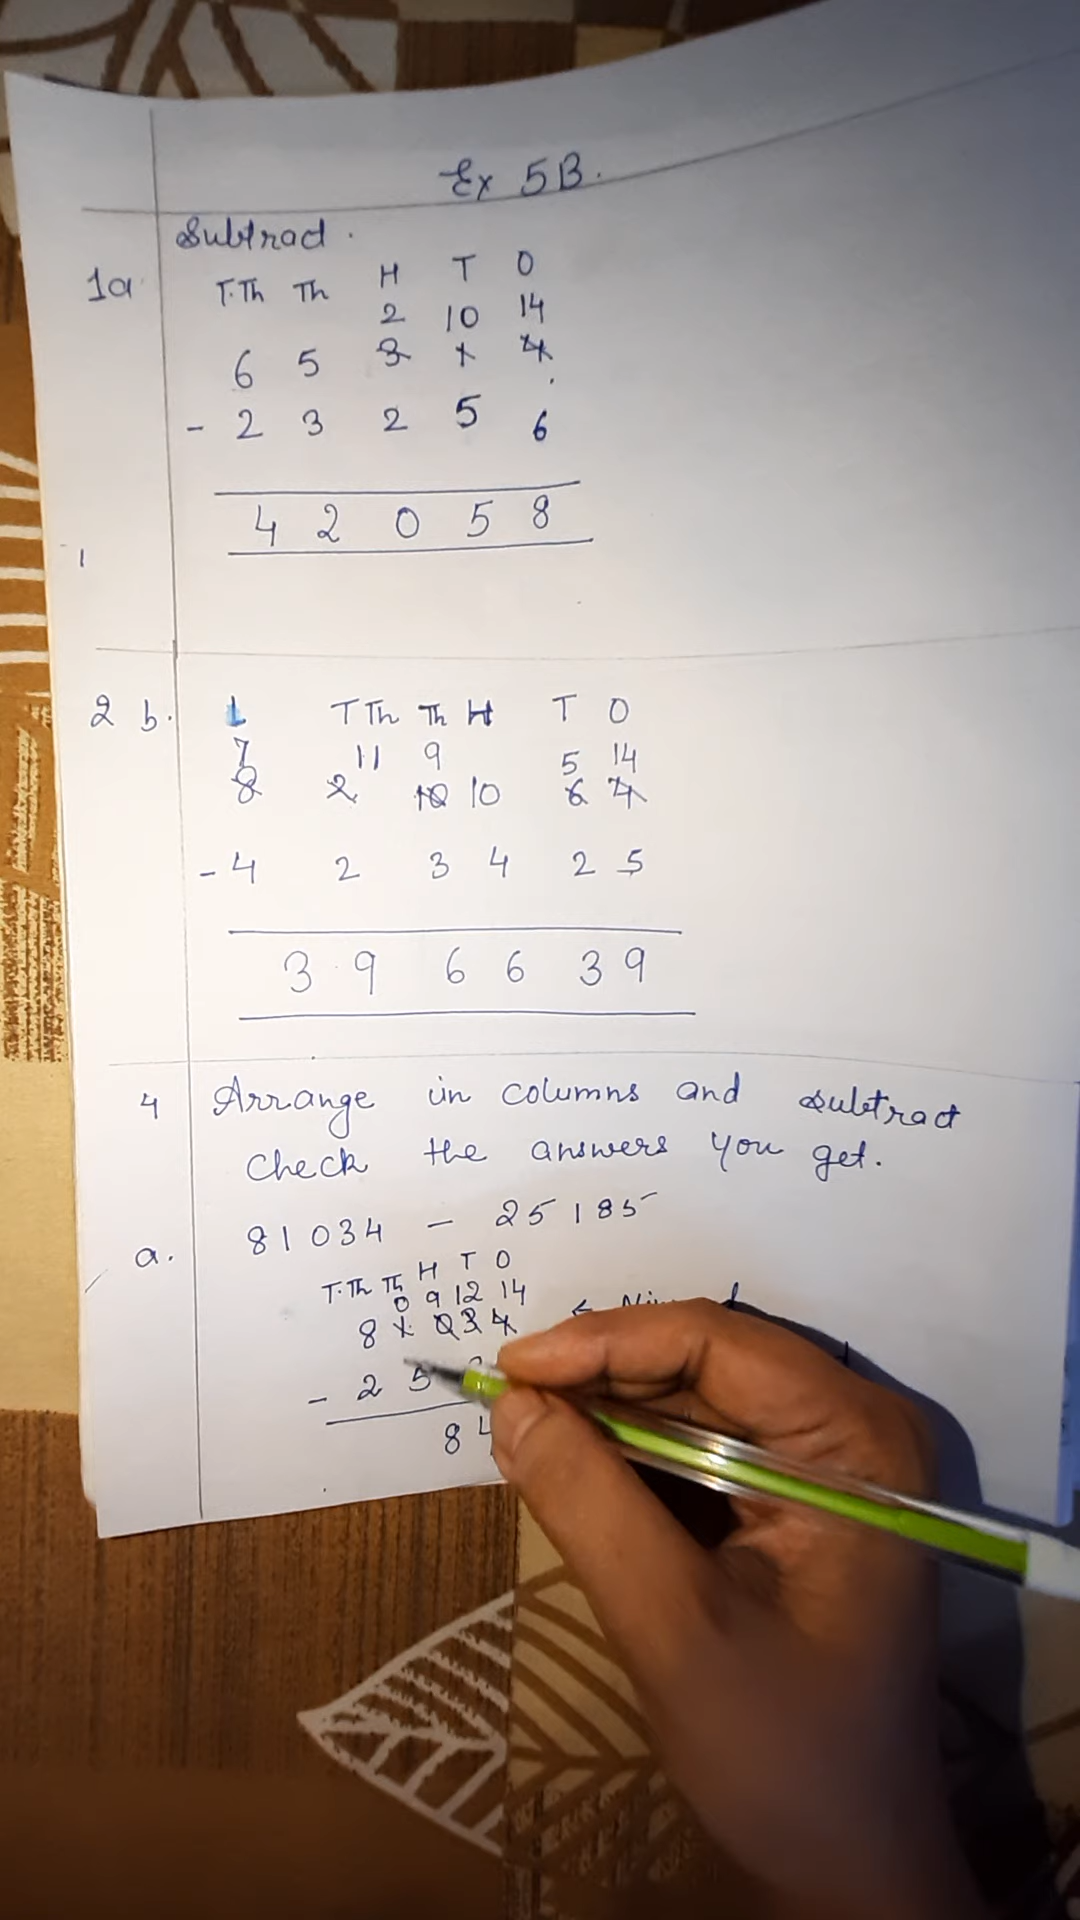 Ex 5B.
Subtract.
1a T.Th Th H T O
2 10 14
6 5 3 1 4
- 2 3 2 5 6
4 2 0 5 8
2 b. L T Th Th H T O
7 11 9 5 14
8 2 10 10 6 4
- 4 2 3 4 2 5
3 9 6 6 3 9
4 Arrange in columns and subtract
check the answers you get.
a. 81034 - 25185
T.Th Th H T O
0 9 12 14
8 1 0 3 4 ←
- 2 5
8 4